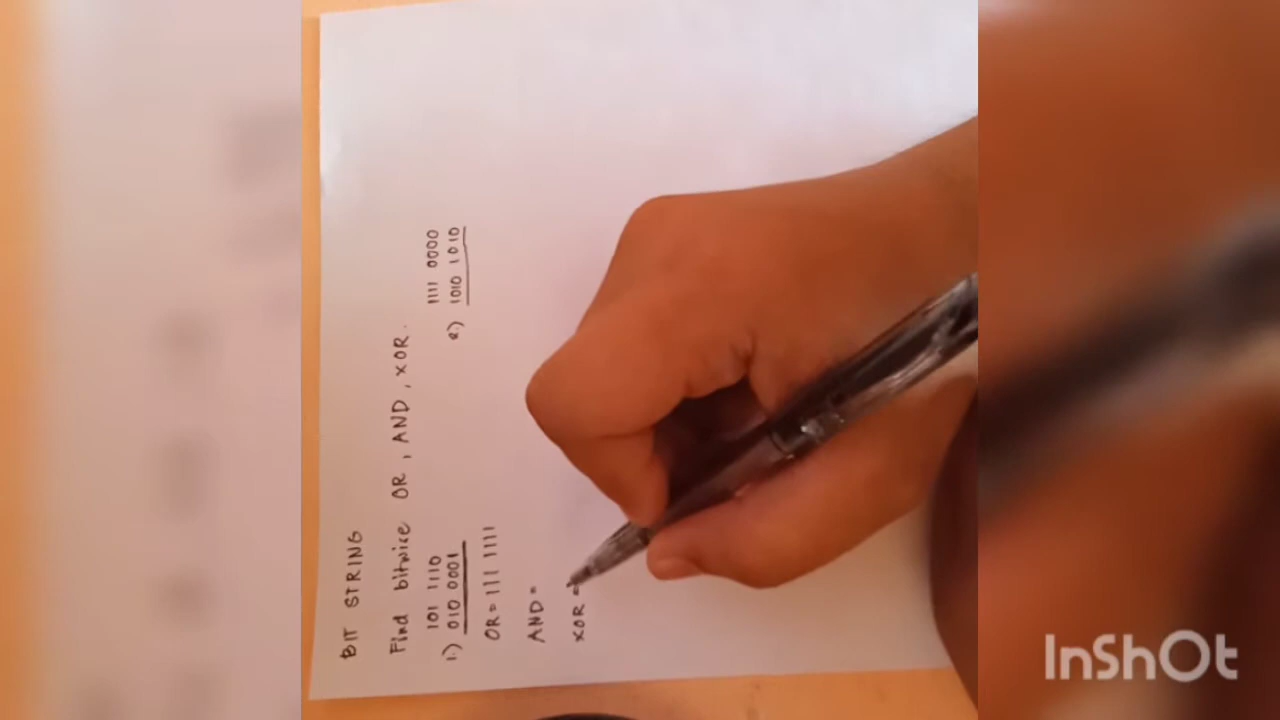 BIT STRING
Find bitwice OR, AND, XOR.
1.) 101 1110
010 0001
OR = 111 1111
AND =
XOR =
2.) 1111 0000
1010 1010
InShOt